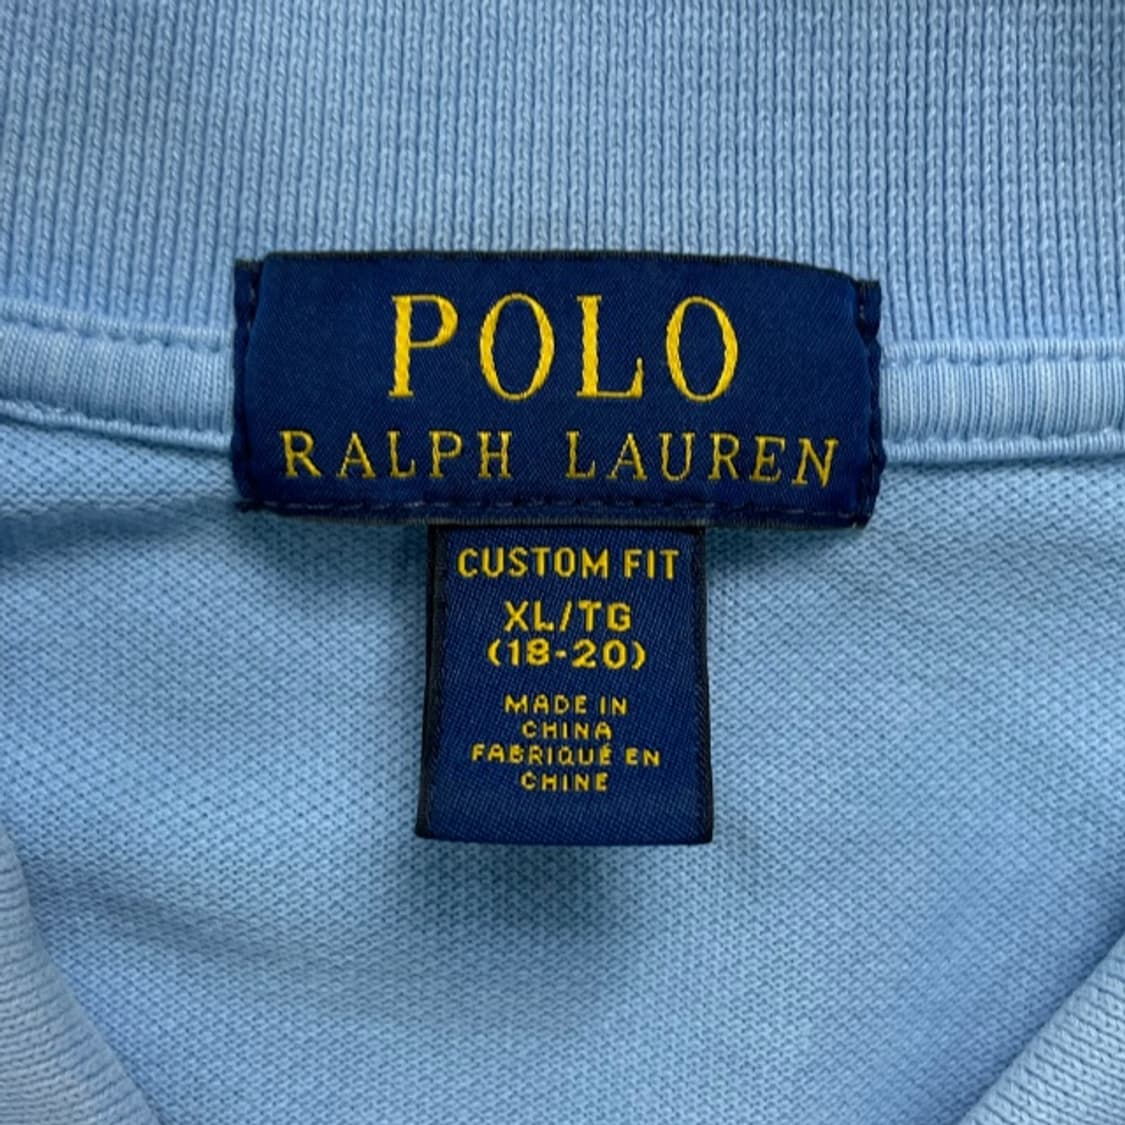 POLO
RALPH LAUREN
CUSTOM FIT
XL/TG
(18-20)
MADE IN
CHINA
FABRIQUÉ EN
CHINE